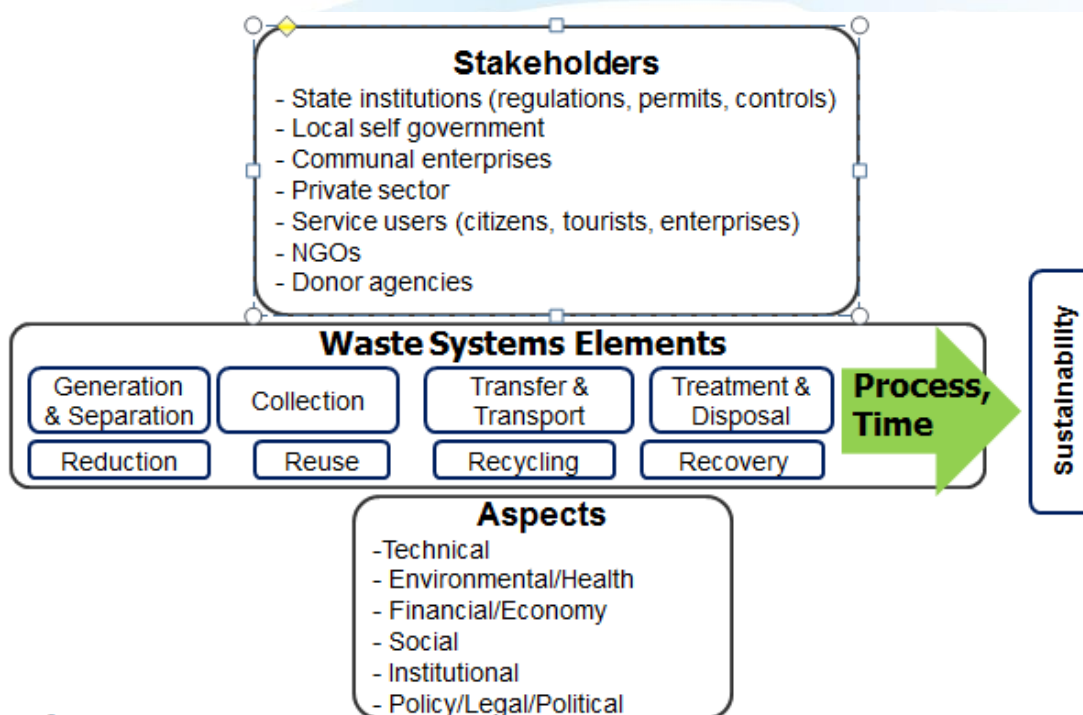 Stakeholders
- State institutions (regulations, permits, controls)
- Local self government
- Communal enterprises
- Private sector
- Service users (citizens, tourists, enterprises)
- NGOs
- Donor agencies
Waste Systems Elements
Generation
& Separation
Collection
Transfer &
Transport
Treatment &
Disposal
Reduction
Reuse
Recycling
Recovery
Process,
Time
Sustainability
Aspects
-Technical
- Environmental/Health
- Financial/Economy
- Social
- Institutional
- Policy/Legal/Political